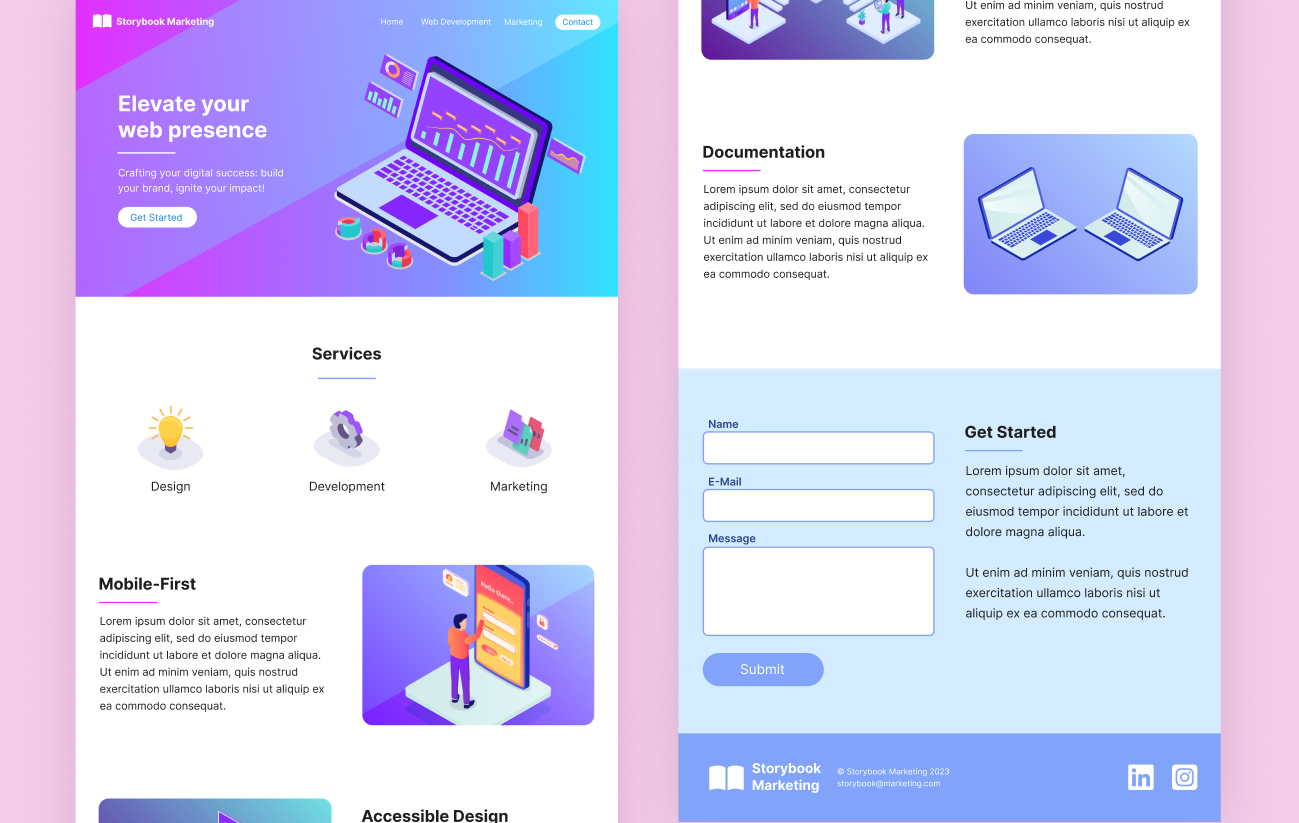 Storybook Marketing
Home
Web Development
Marketing
Contact
Elevate your
web presence
Crafting your digital success: build
your brand, ignite your impact!
Get Started
Services
Design
Development
Marketing
Mobile-First
Lorem ipsum dolor sit amet, consectetur
adipiscing elit, sed do eiusmod tempor
incididunt ut labore et dolore magna aliqua.
Ut enim ad minim veniam, quis nostrud
exercitation ullamco laboris nisi ut aliquip ex
ea commodo consequat.
Hello there...
Accessible Design
Ut enim ad minim veniam, quis nostrud
exercitation ullamco laboris nisi ut aliquip ex
ea commodo consequat.
Documentation
Lorem ipsum dolor sit amet, consectetur
adipiscing elit, sed do eiusmod tempor
incididunt ut labore et dolore magna aliqua.
Ut enim ad minim veniam, quis nostrud
exercitation ullamco laboris nisi ut aliquip ex
ea commodo consequat.
Name
E-Mail
Message
Submit
Get Started
Lorem ipsum dolor sit amet,
consectetur adipiscing elit, sed do
eiusmod tempor incididunt ut labore et
dolore magna aliqua.
Ut enim ad minim veniam, quis nostrud
exercitation ullamco laboris nisi ut
aliquip ex ea commodo consequat.
Storybook
Marketing
© Storybook Marketing 2023
storybook@marketing.com
in